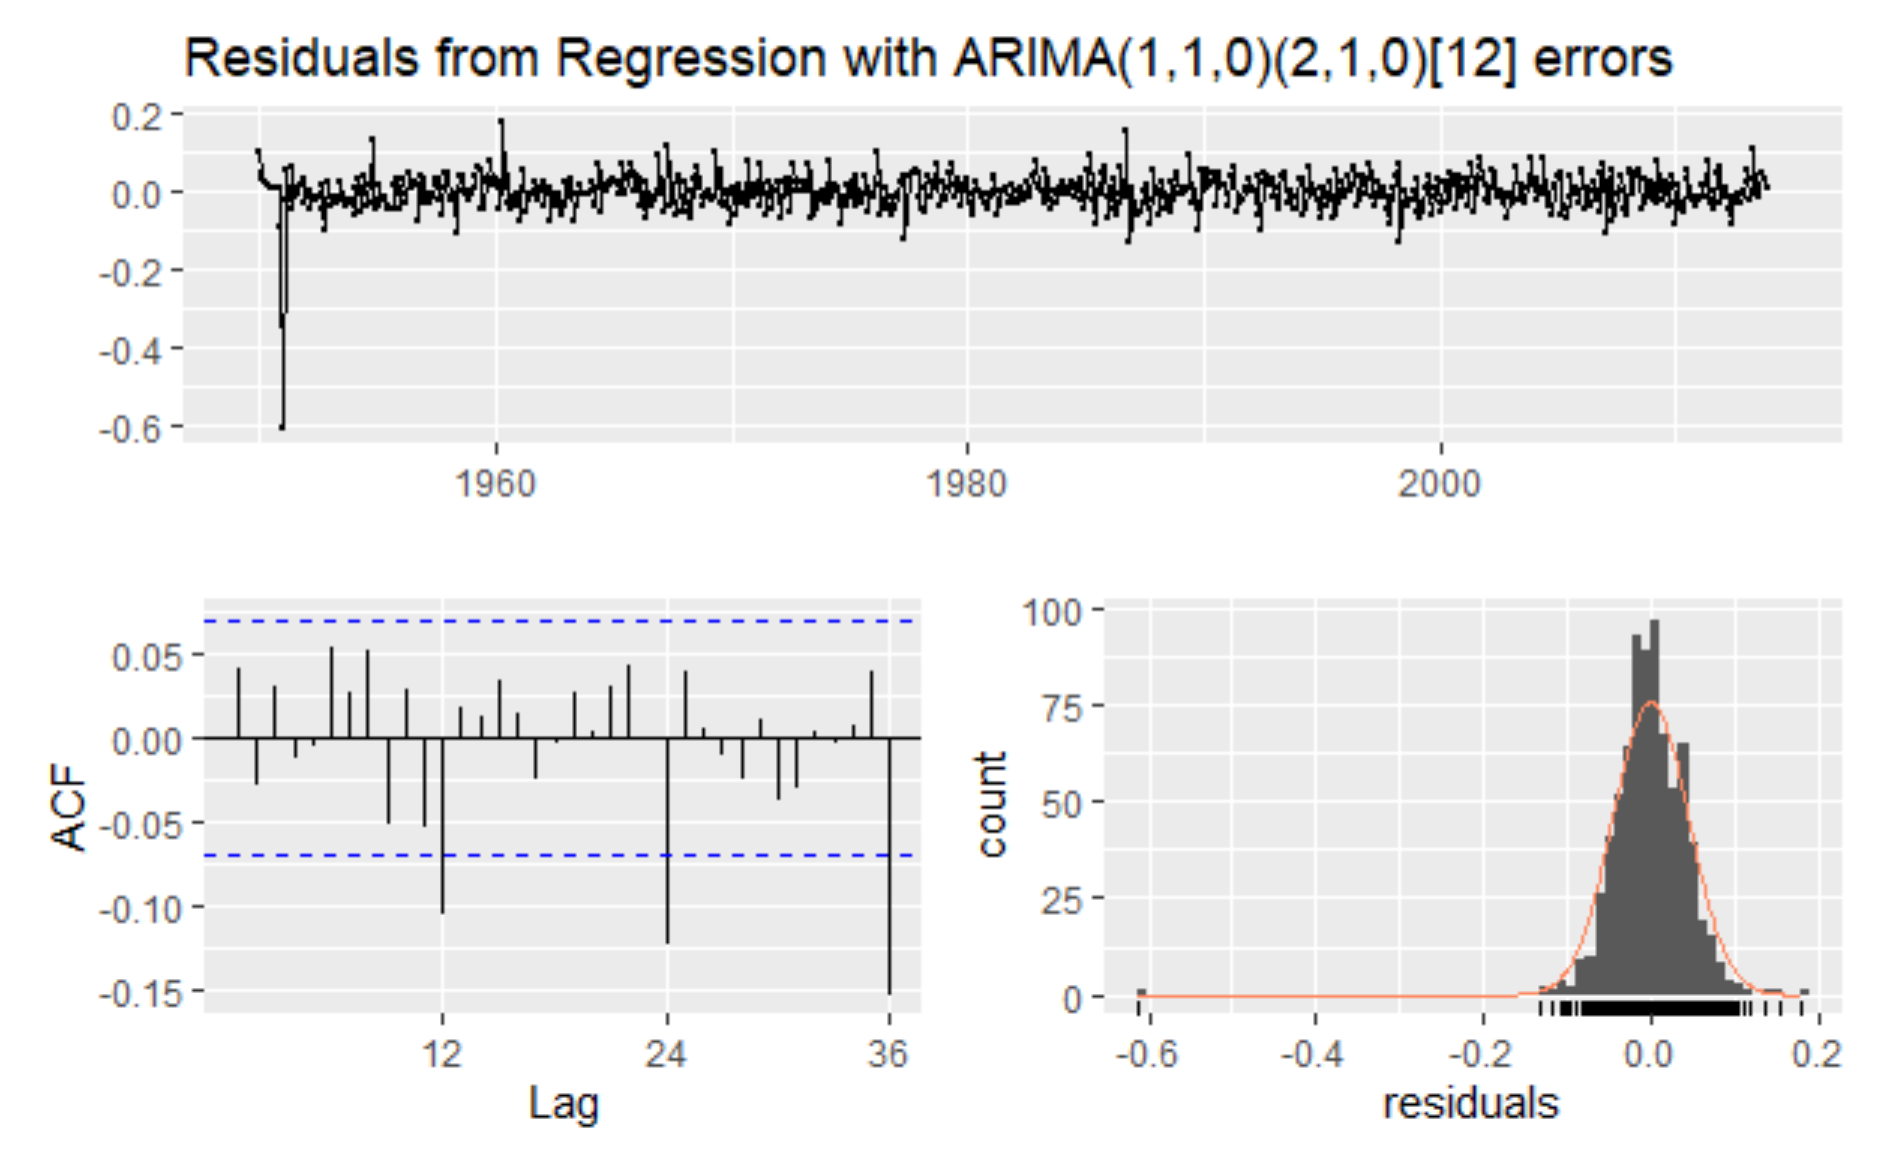 Residuals from Regression with ARIMA(1,1,0)(2,1,0)[12] errors
0.2
0.0
-0.2
-0.4
-0.6
1960 1980 2000
ACF
0.05
0.00
-0.05
-0.10
-0.15
12 24 36
Lag
count
100
75
50
25
0
-0.6 -0.4 -0.2 0.0 0.2
residuals